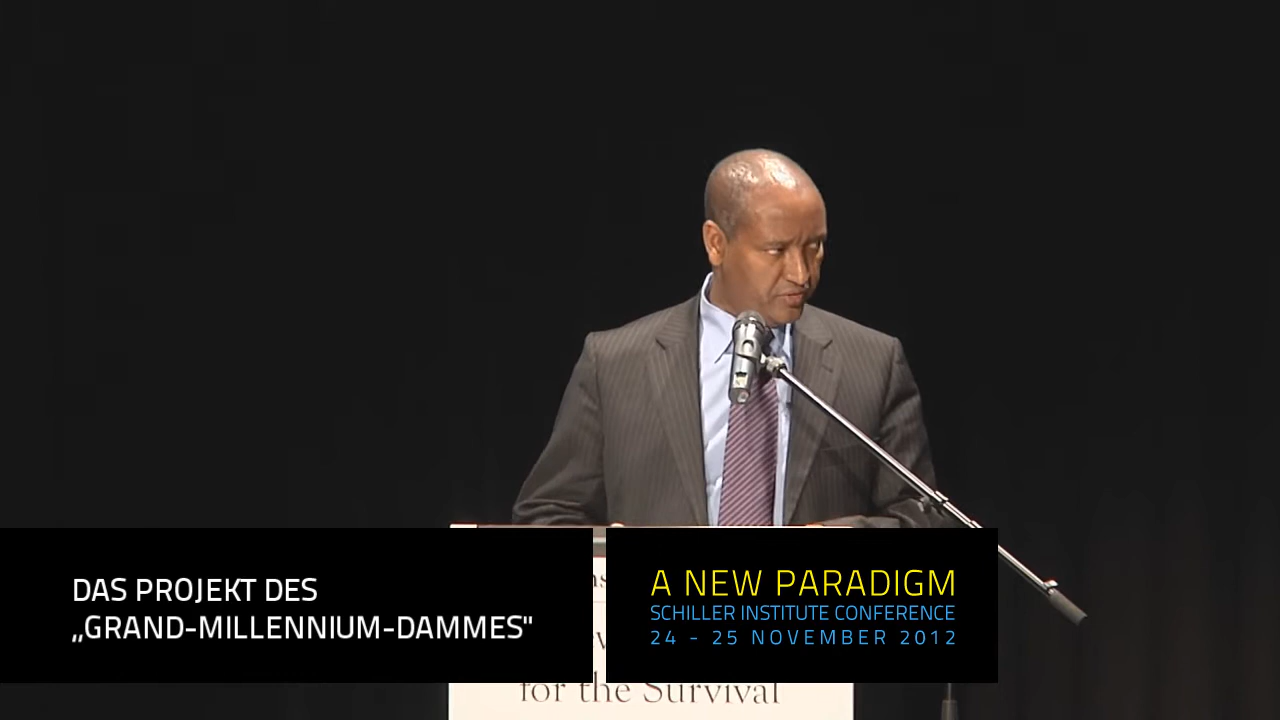 DAS PROJEKT DES
„GRAND-MILLENNIUM-DAMMES"
A NEW PARADIGM
SCHILLER INSTITUTE CONFERENCE
24 - 25 NOVEMBER 2012
for the Survival